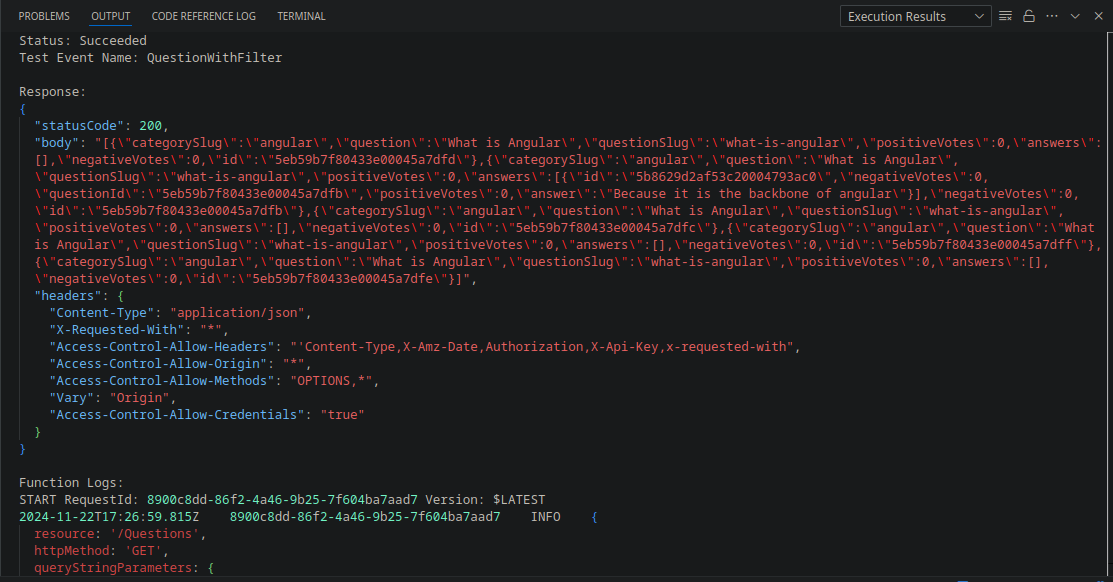 PROBLEMS OUTPUT CODE REFERENCE LOG TERMINAL Execution Results
Status: Succeeded
Test Event Name: QuestionWithFilter
Response:
{
"statusCode": 200,
"body": "[{\"categorySlug\":\"angular\",\"question\":\"What is Angular\",\"questionSlug\":\"what-is-angular\",\"positiveVotes\":0,\"answers\":
[],\"negativeVotes\":0,\"id\":\"5eb59b7f80433e00045a7dfd\"},{\"categorySlug\":\"angular\",\"question\":\"What is Angular\",
\"questionSlug\":\"what-is-angular\",\"positiveVotes\":0,\"answers\":[{\"id\":\"5b8629d2af53c20004793ac0\",\"negativeVotes\":0,
\"questionId\":\"5eb59b7f80433e00045a7dfb\",\"positiveVotes\":0,\"answer\":\"Because it is the backbone of angular\"}],\"negativeVotes\":0,
\"id\":\"5eb59b7f80433e00045a7dfb\"},{\"categorySlug\":\"angular\",\"question\":\"What is Angular\",\"questionSlug\":\"what-is-angular\",
\"positiveVotes\":0,\"answers\":[],\"negativeVotes\":0,\"id\":\"5eb59b7f80433e00045a7dfc\"},{\"categorySlug\":\"angular\",\"question\":\"What
is Angular\",\"questionSlug\":\"what-is-angular\",\"positiveVotes\":0,\"answers\":[],\"negativeVotes\":0,\"id\":\"5eb59b7f80433e00045a7dff\"},
{\"categorySlug\":\"angular\",\"question\":\"What is Angular\",\"questionSlug\":\"what-is-angular\",\"positiveVotes\":0,\"answers\":[],
\"negativeVotes\":0,\"id\":\"5eb59b7f80433e00045a7dfe\"}]",
"headers": {
"Content-Type": "application/json",
"X-Requested-With": "*",
"Access-Control-Allow-Headers": "'Content-Type,X-Amz-Date,Authorization,X-Api-Key,x-requested-with",
"Access-Control-Allow-Origin": "*",
"Access-Control-Allow-Methods": "OPTIONS,*",
"Vary": "Origin",
"Access-Control-Allow-Credentials": "true"
}
}
Function Logs:
START RequestId: 8900c8dd-86f2-4a46-9b25-7f604ba7aad7 Version: $LATEST
2024-11-22T17:26:59.815Z 8900c8dd-86f2-4a46-9b25-7f604ba7aad7 INFO {
resource: '/Questions',
httpMethod: 'GET',
queryStringParameters: {